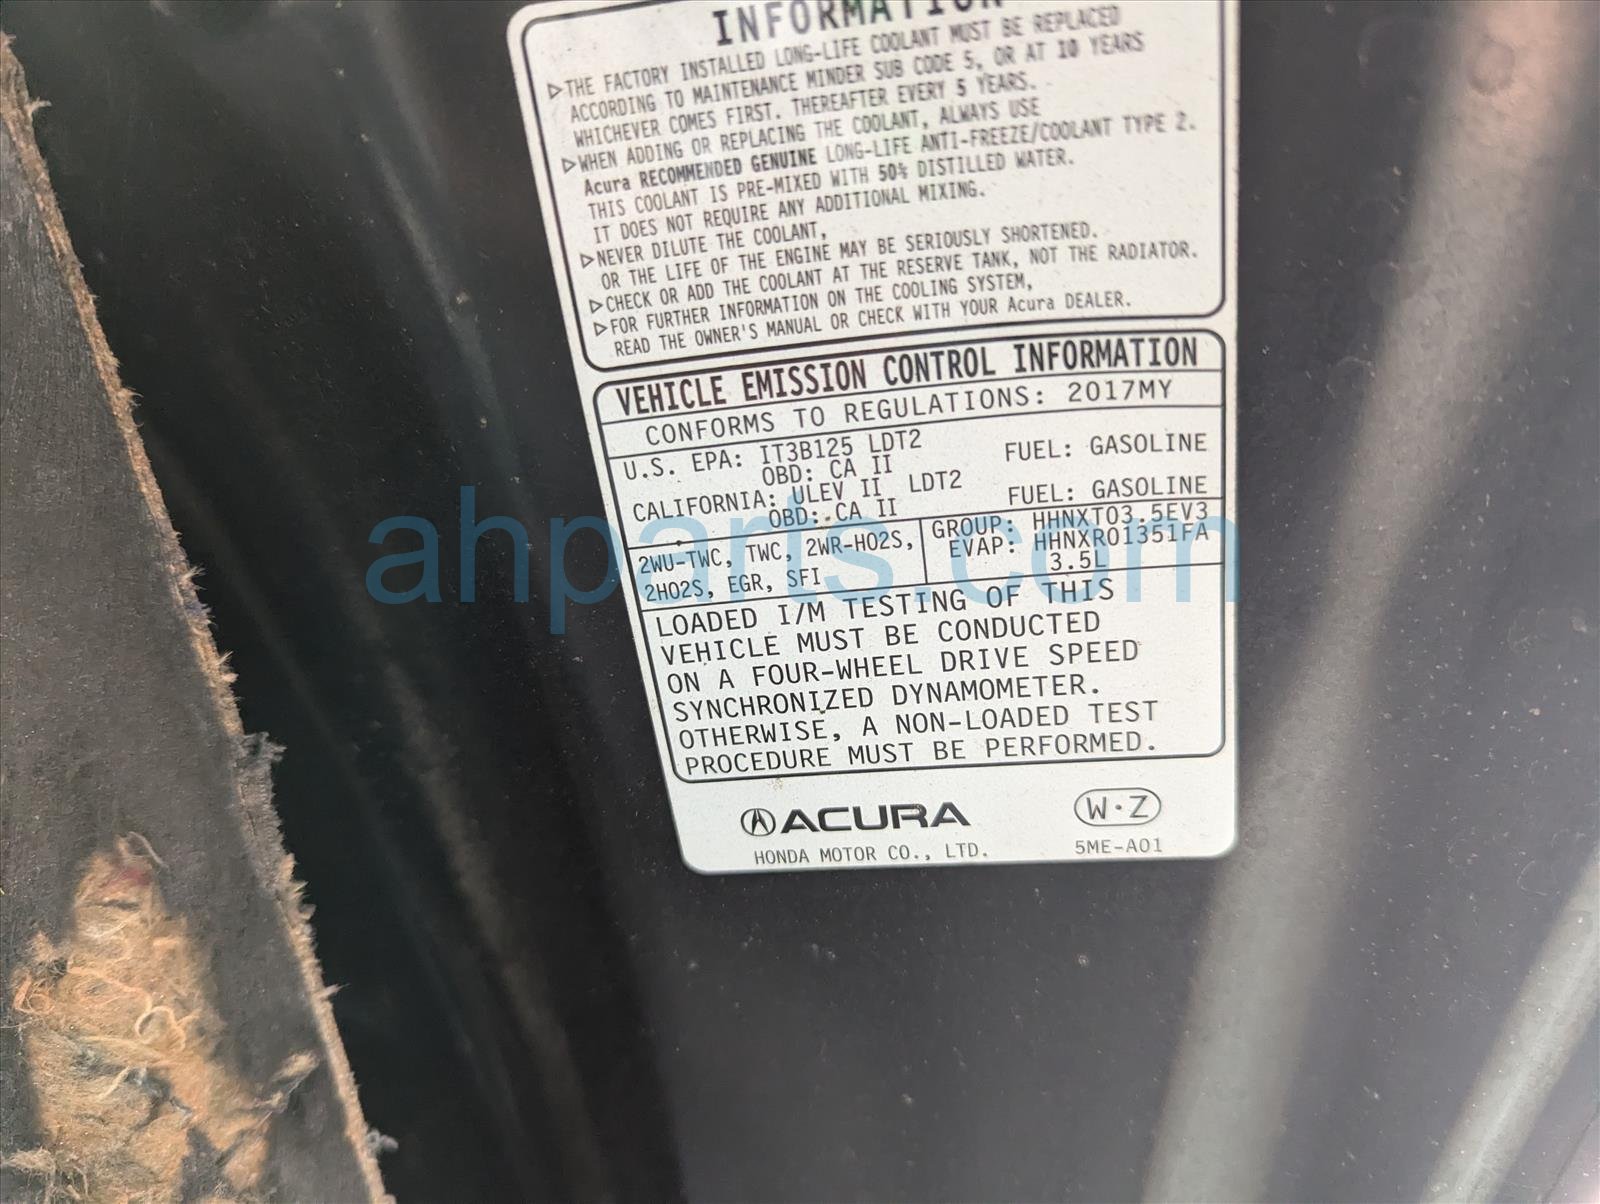 INFORMATION
▷THE FACTORY INSTALLED LONG-LIFE COOLANT MUST BE REPLACED
ACCORDING TO MAINTENANCE MINDER SUB CODE 5, OR AT 10 YEARS
WHICHEVER COMES FIRST. THEREAFTER EVERY 5 YEARS.
▷WHEN ADDING OR REPLACING THE COOLANT, ALWAYS USE
Acura RECOMMENDED GENUINE LONG-LIFE ANTI-FREEZE/COOLANT TYPE 2.
THIS COOLANT IS PRE-MIXED WITH 50% DISTILLED WATER.
IT DOES NOT REQUIRE ANY ADDITIONAL MIXING.
▷NEVER DILUTE THE COOLANT,
OR THE LIFE OF THE ENGINE MAY BE SERIOUSLY SHORTENED.
▷CHECK OR ADD THE COOLANT AT THE RESERVE TANK, NOT THE RADIATOR.
▷FOR FURTHER INFORMATION ON THE COOLING SYSTEM,
READ THE OWNER'S MANUAL OR CHECK WITH YOUR Acura DEALER.
VEHICLE EMISSION CONTROL INFORMATION
CONFORMS TO REGULATIONS: 2017MY
U.S. EPA: IT3B125 LDT2 FUEL: GASOLINE
OBD: CA II
CALIFORNIA: ULEV II LDT2 FUEL: GASOLINE
OBD: CA II
2WU-TWC, TWC, 2WR-HO2S,
2HO2S, EGR, SFI
GROUP: HHNXT03.5EV3
EVAP: HHNXR01351FA
3.5L
LOADED I/M TESTING OF THIS
VEHICLE MUST BE CONDUCTED
ON A FOUR-WHEEL DRIVE SPEED
SYNCHRONIZED DYNAMOMETER.
OTHERWISE, A NON-LOADED TEST
PROCEDURE MUST BE PERFORMED.
ACURA W·Z
HONDA MOTOR CO., LTD. 5ME-A01
ahparts.com